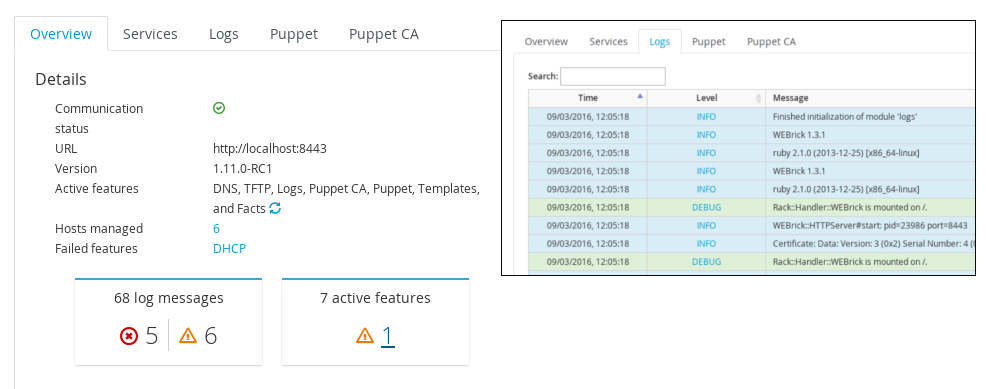 Overview Services Logs Puppet Puppet CA
Details
Communication status
URL http://localhost:8443
Version 1.11.0-RC1
Active features DNS, TFTP, Logs, Puppet CA, Puppet, Templates,
and Facts
Hosts managed 6
Failed features DHCP
68 log messages
5 6
7 active features
1
Overview Services Logs Puppet Puppet CA
Search:
Time Level Message
09/03/2016, 12:05:18 INFO Finished initialization of module 'logs'
09/03/2016, 12:05:18 INFO WEBrick 1.3.1
09/03/2016, 12:05:18 INFO ruby 2.1.0 (2013-12-25) [x86_64-linux]
09/03/2016, 12:05:18 INFO WEBrick 1.3.1
09/03/2016, 12:05:18 INFO ruby 2.1.0 (2013-12-25) [x86_64-linux]
09/03/2016, 12:05:18 DEBUG Rack::Handler::WEBrick is mounted on /.
09/03/2016, 12:05:18 INFO WEBrick::HTTPServer#start: pid=23986 port=8443
09/03/2016, 12:05:18 INFO Certificate: Data: Version: 3 (0x2) Serial Number: 4 (
09/03/2016, 12:05:18 DEBUG Rack::Handler::WEBrick is mounted on /.